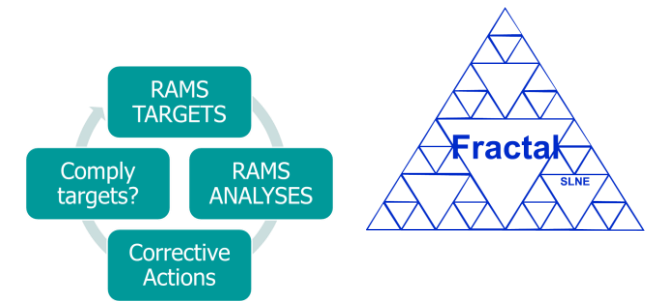 RAMS
TARGETS
RAMS
ANALYSES
Corrective
Actions
Comply
targets?
Fractal
SLNE